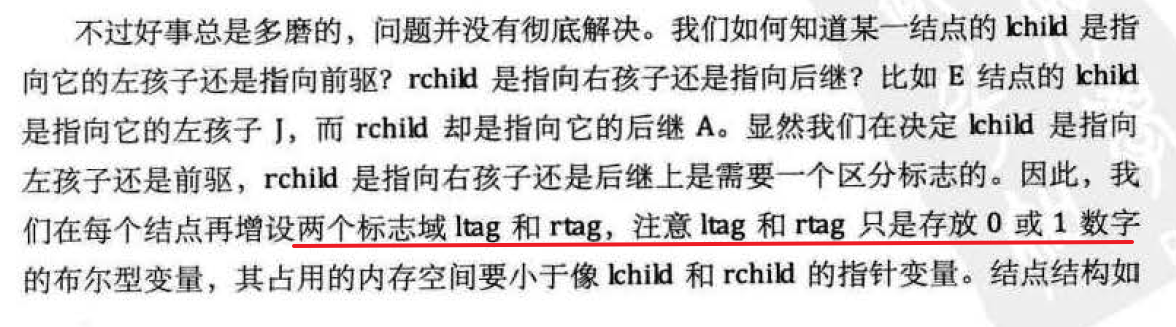 不过好事总是多磨的，问题并没有彻底解决。我们如何知道某一结点的 lchild 是指
向它的左孩子还是指向前驱？rchild 是指向右孩子还是指向后继？比如 E 结点的 lchild
是指向它的左孩子 J，而 rchild 却是指向它的后继 A。显然我们在决定 lchild 是指向
左孩子还是前驱，rchild 是指向右孩子还是后继上是需要一个区分标志的。因此，我
们在每个结点再增设两个标志域 ltag 和 rtag，注意 ltag 和 rtag 只是存放 0 或 1 数字
的布尔型变量，其占用的内存空间要小于像 lchild 和 rchild 的指针变量。结点结构如